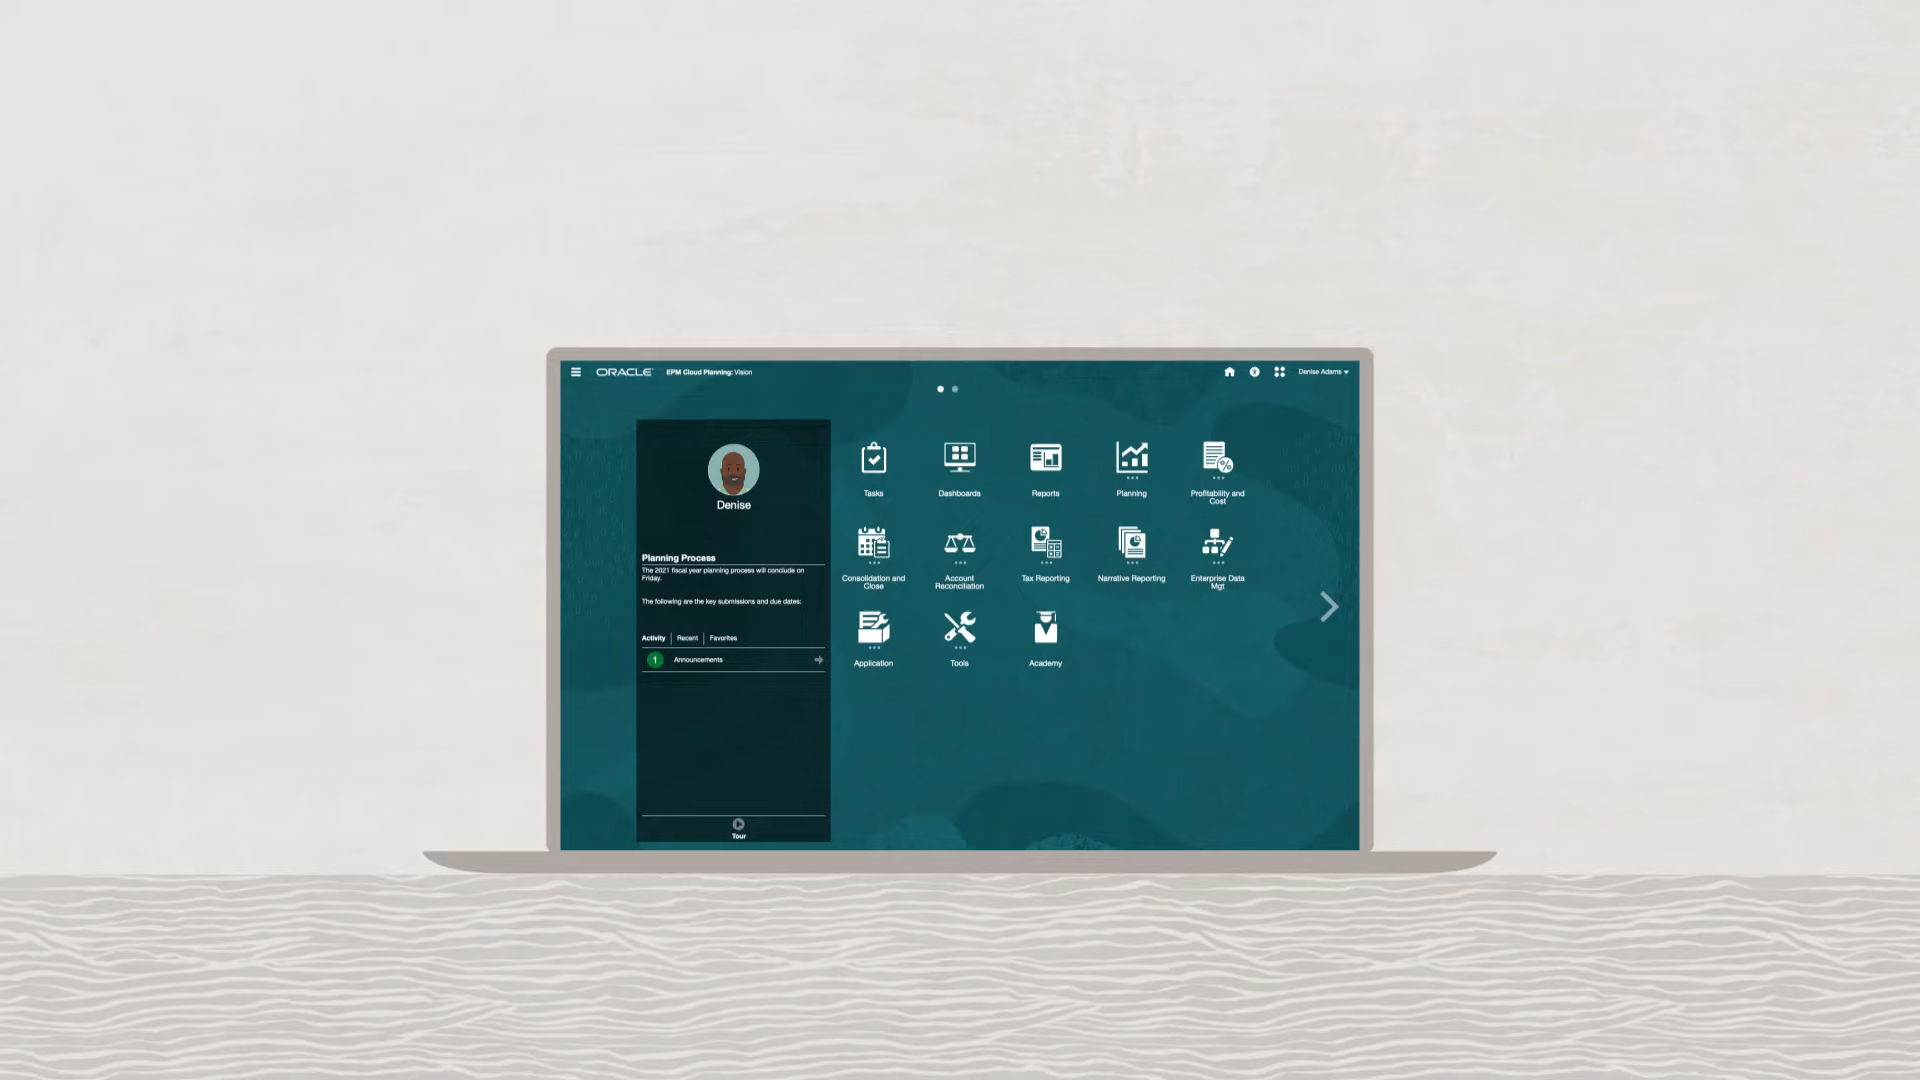 ORACLE EPM Cloud Planning: Vision Denise Adams
Denise
Planning Process
The 2021 fiscal year planning process will conclude on
Friday.
The following are the key submissions and due dates:
Activity Recent Favorites
1 Announcements
Tour
Tasks Dashboards Reports Planning Profitability and
Cost
Consolidation and
Close
Account
Reconciliation
Tax Reporting Narrative Reporting Enterprise Data
Mgt
Application Tools Academy